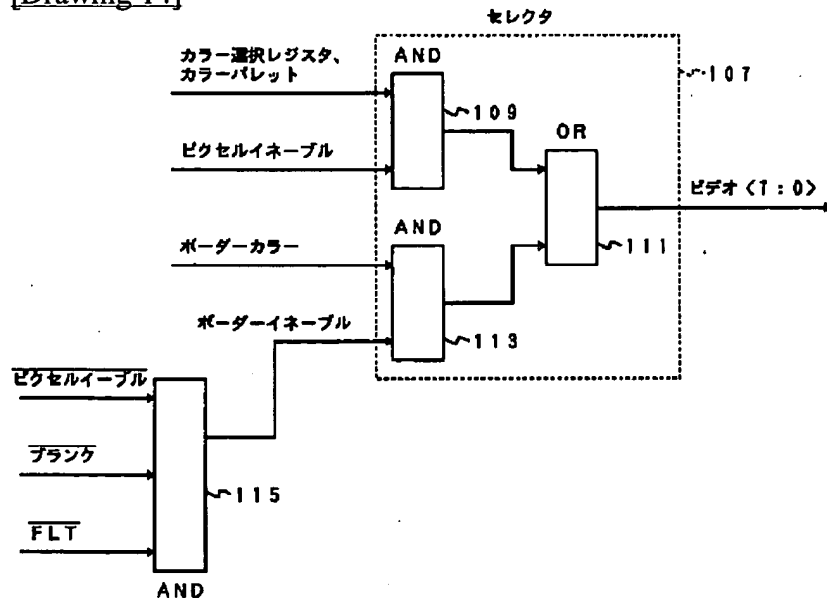 セレクタ
カラー選択レジスタ、
カラーパレット
AND
107
109
OR
ピクセルイネーブル
ビデオ〈7:0〉
AND
ボーダーカラー
111
ボーダーイネーブル
113
ピクセルイーブル
ブランク
115
FLT
AND